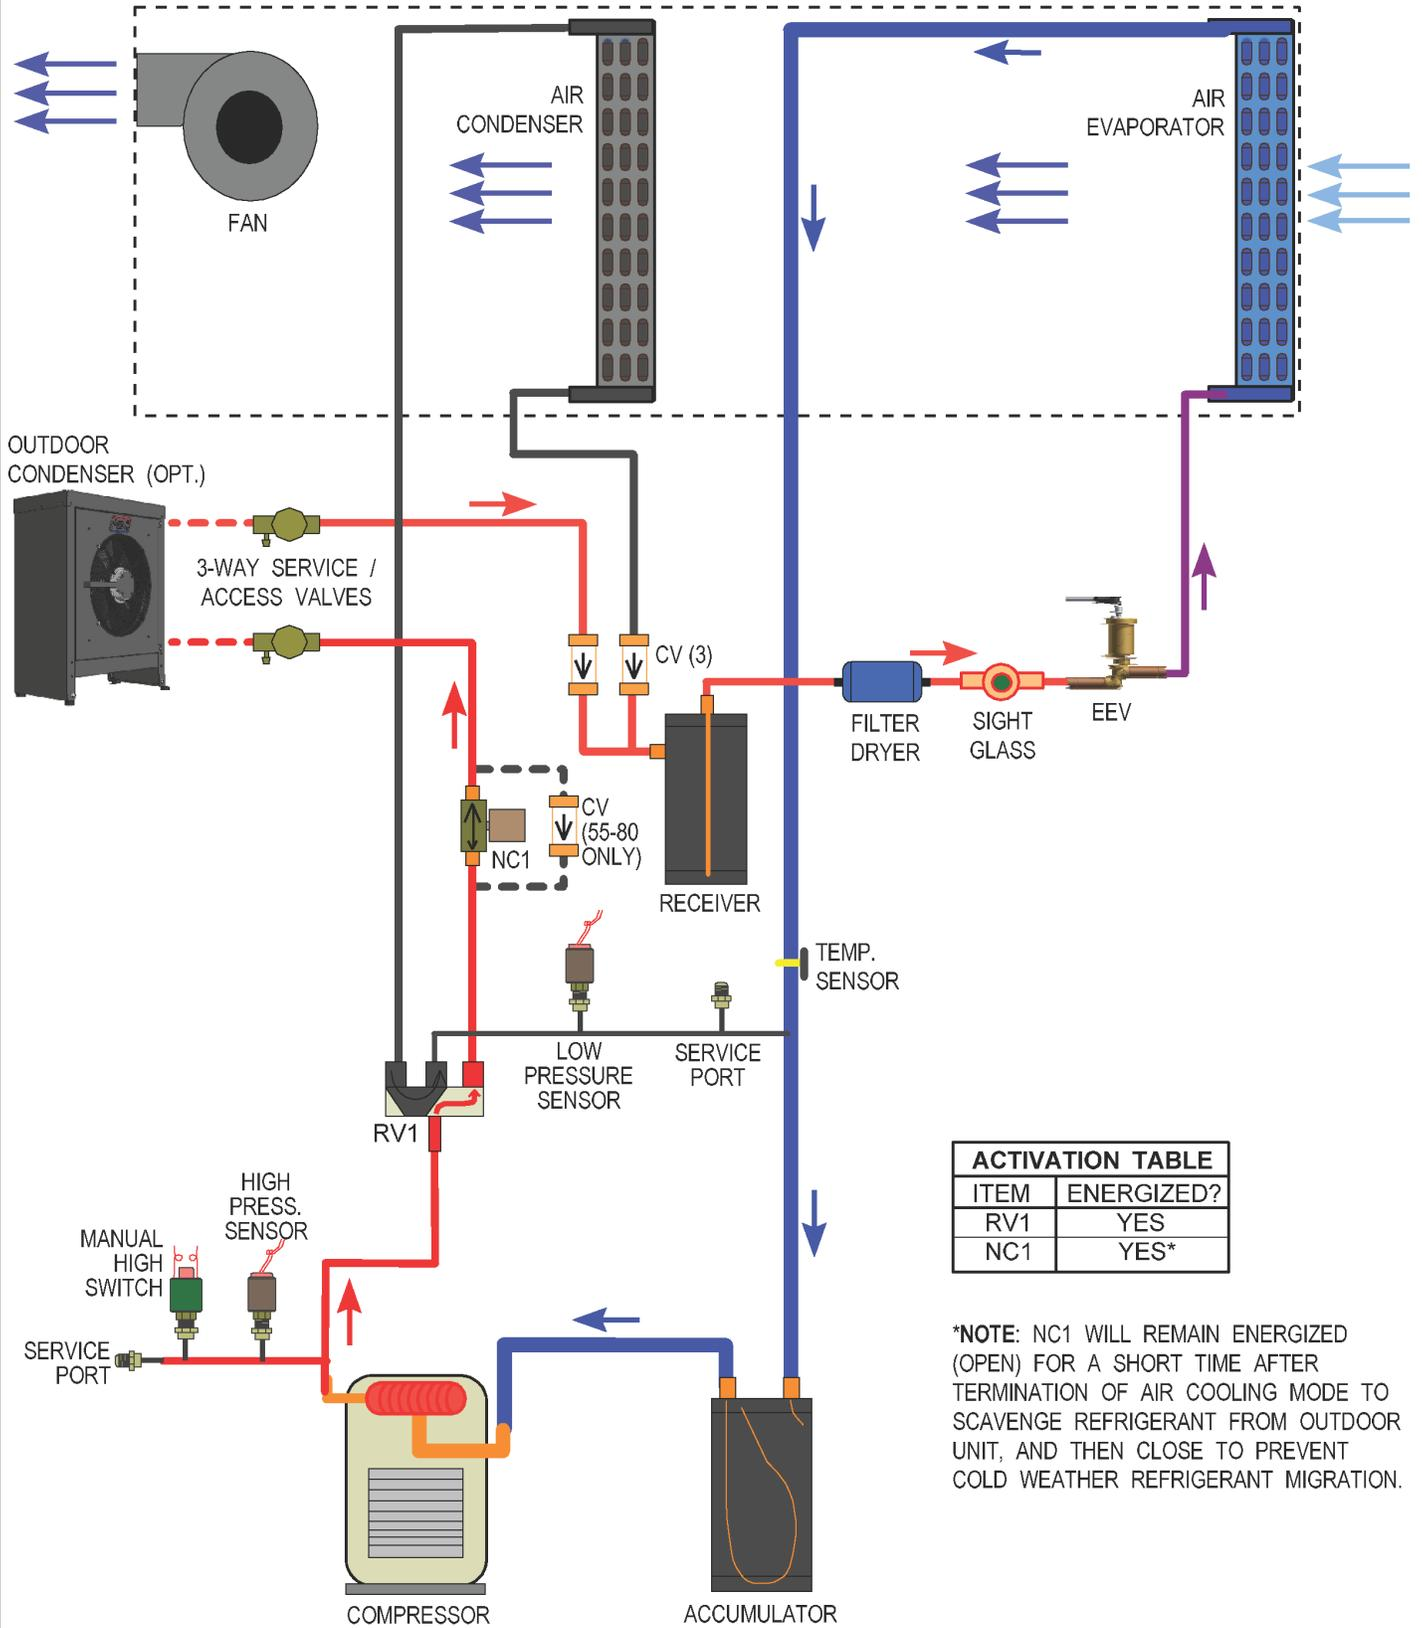 AIR
CONDENSER
AIR
EVAPORATOR
FAN
OUTDOOR
CONDENSER (OPT.)
3-WAY SERVICE /
ACCESS VALVES
CV (3)
FILTER
DRYER
SIGHT
GLASS
EEV
CV
(55-80
ONLY)
NC1
RECEIVER
TEMP.
SENSOR
LOW
PRESSURE
SENSOR
SERVICE
PORT
RV1
HIGH
PRESS.
SENSOR
MANUAL
HIGH
SWITCH
SERVICE
PORT
ACTIVATION TABLE
ITEM ENERGIZED?
RV1 YES
NC1 YES*
*NOTE: NC1 WILL REMAIN ENERGIZED
(OPEN) FOR A SHORT TIME AFTER
TERMINATION OF AIR COOLING MODE TO
SCAVENGE REFRIGERANT FROM OUTDOOR
UNIT, AND THEN CLOSE TO PREVENT
COLD WEATHER REFRIGERANT MIGRATION.
COMPRESSOR
ACCUMULATOR